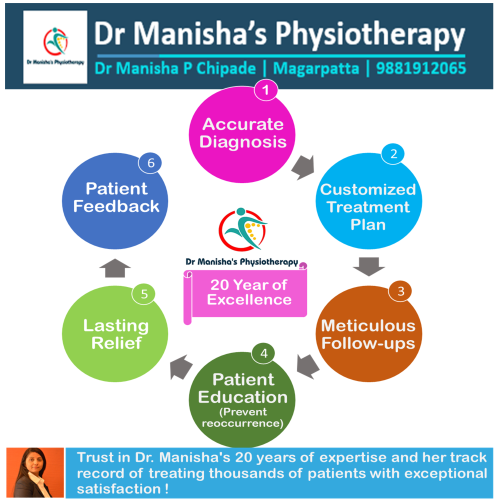 Dr Manisha's Physiotherapy
Dr Manisha's Physiotherapy
Dr Manisha P Chipade | Magarpatta | 9881912065
1
Accurate
Diagnosis
2
Customized
Treatment
Plan
3
Meticulous
Follow-ups
4
Patient
Education
(Prevent
reoccurrence)
5
Lasting
Relief
6
Patient
Feedback
Dr Manisha's Physiotherapy
20 Year of
Excellence
Trust in Dr. Manisha's 20 years of expertise and her track
record of treating thousands of patients with exceptional
satisfaction !